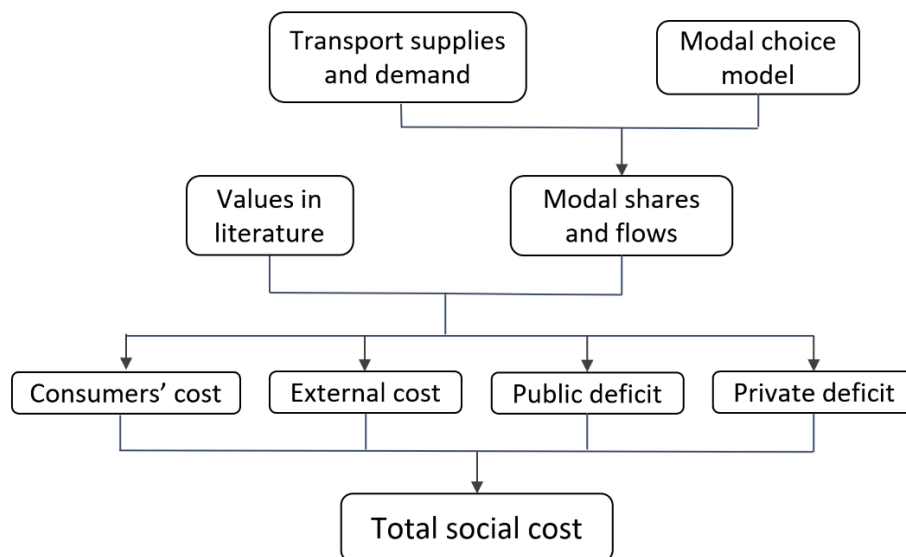 Transport supplies
and demand
Modal choice
model
Values in
literature
Modal shares
and flows
Consumers’ cost
External cost
Public deficit
Private deficit
Total social cost